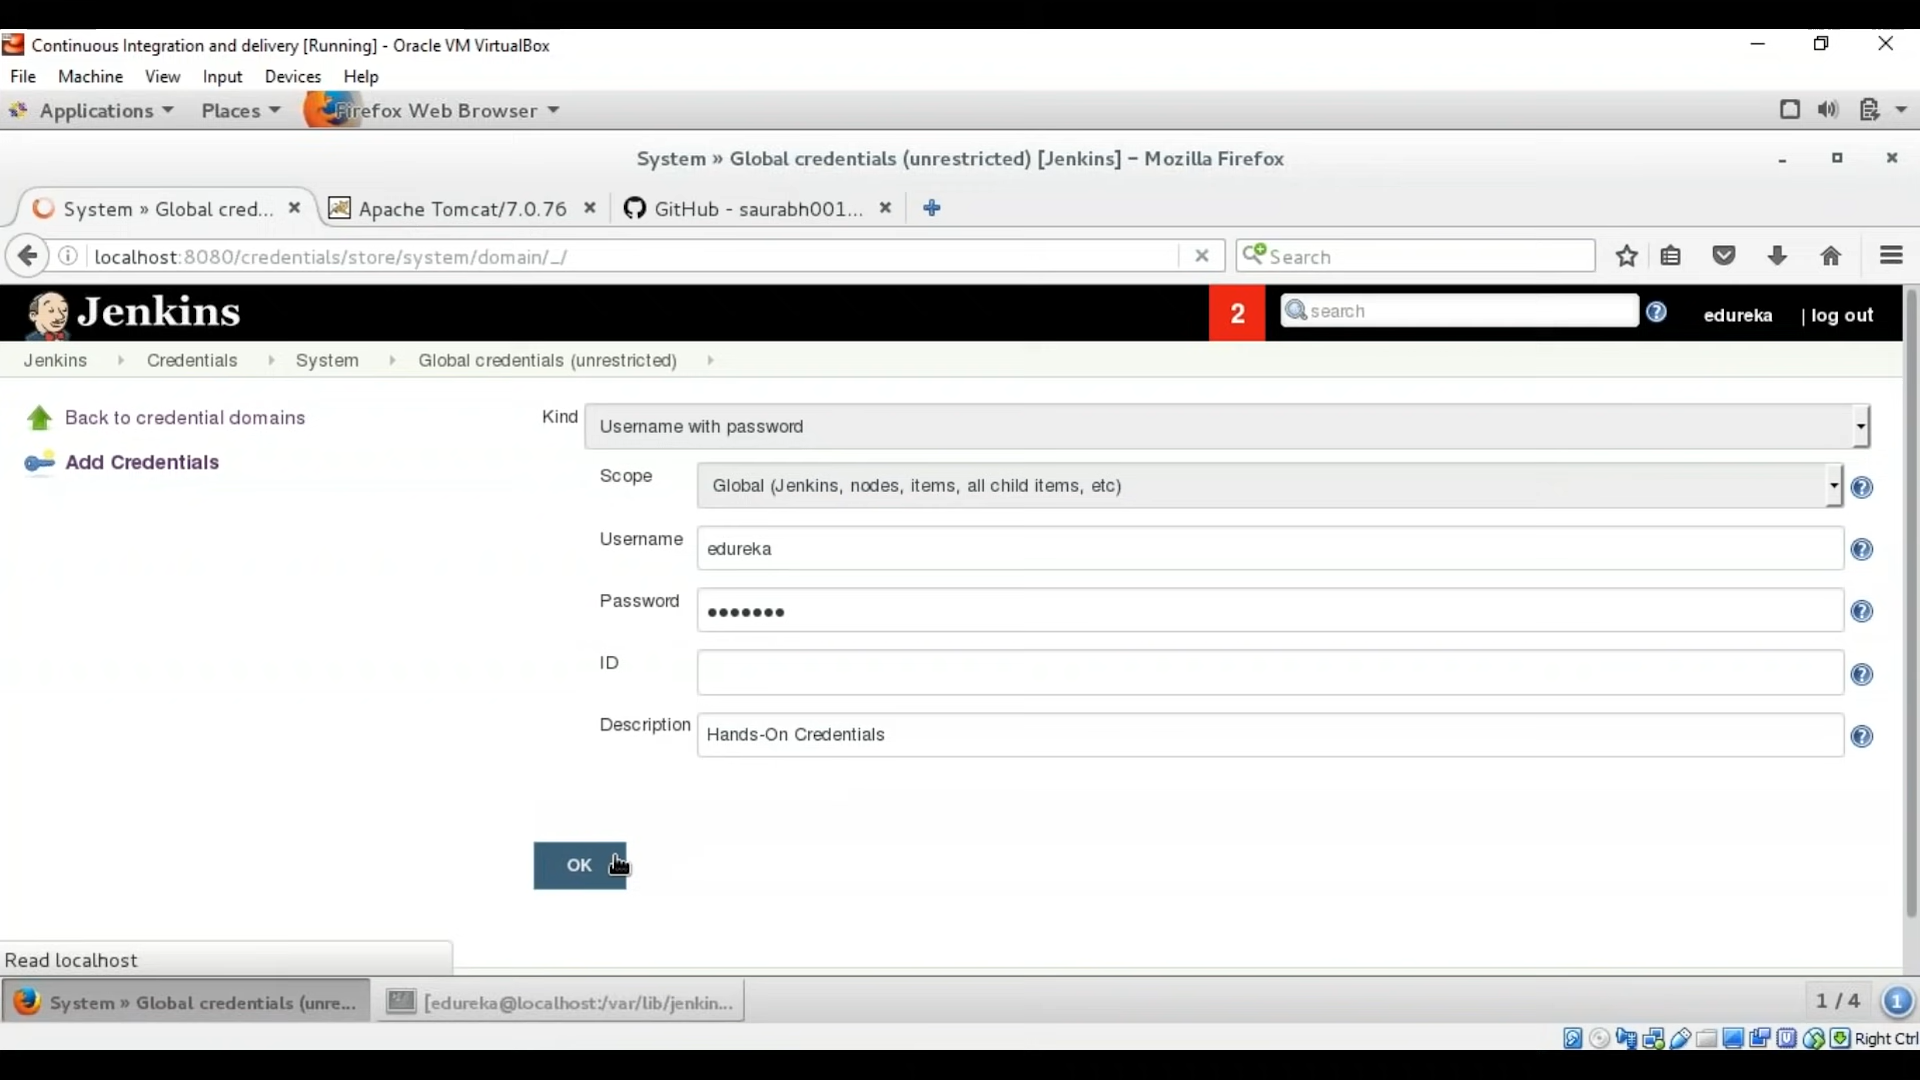 Continuous Integration and delivery [Running] - Oracle VM VirtualBox
File Machine View Input Devices Help
Applications Places Firefox Web Browser
System » Global credentials (unrestricted) [Jenkins] – Mozilla Firefox
System » Global cred... Apache Tomcat/7.0.76 GitHub - saurabh001...
localhost:8080/credentials/store/system/domain/_/ Search
Jenkins 2 search edureka | log out
Jenkins Credentials System Global credentials (unrestricted)
Back to credential domains
Add Credentials
Kind Username with password
Scope Global (Jenkins, nodes, items, all child items, etc)
Username edureka
Password •••••••
ID
Description Hands-On Credentials
OK
Read localhost
System » Global credentials (unre... [edureka@localhost:/var/lib/jenkin... 1 / 4 1
Right Ctrl